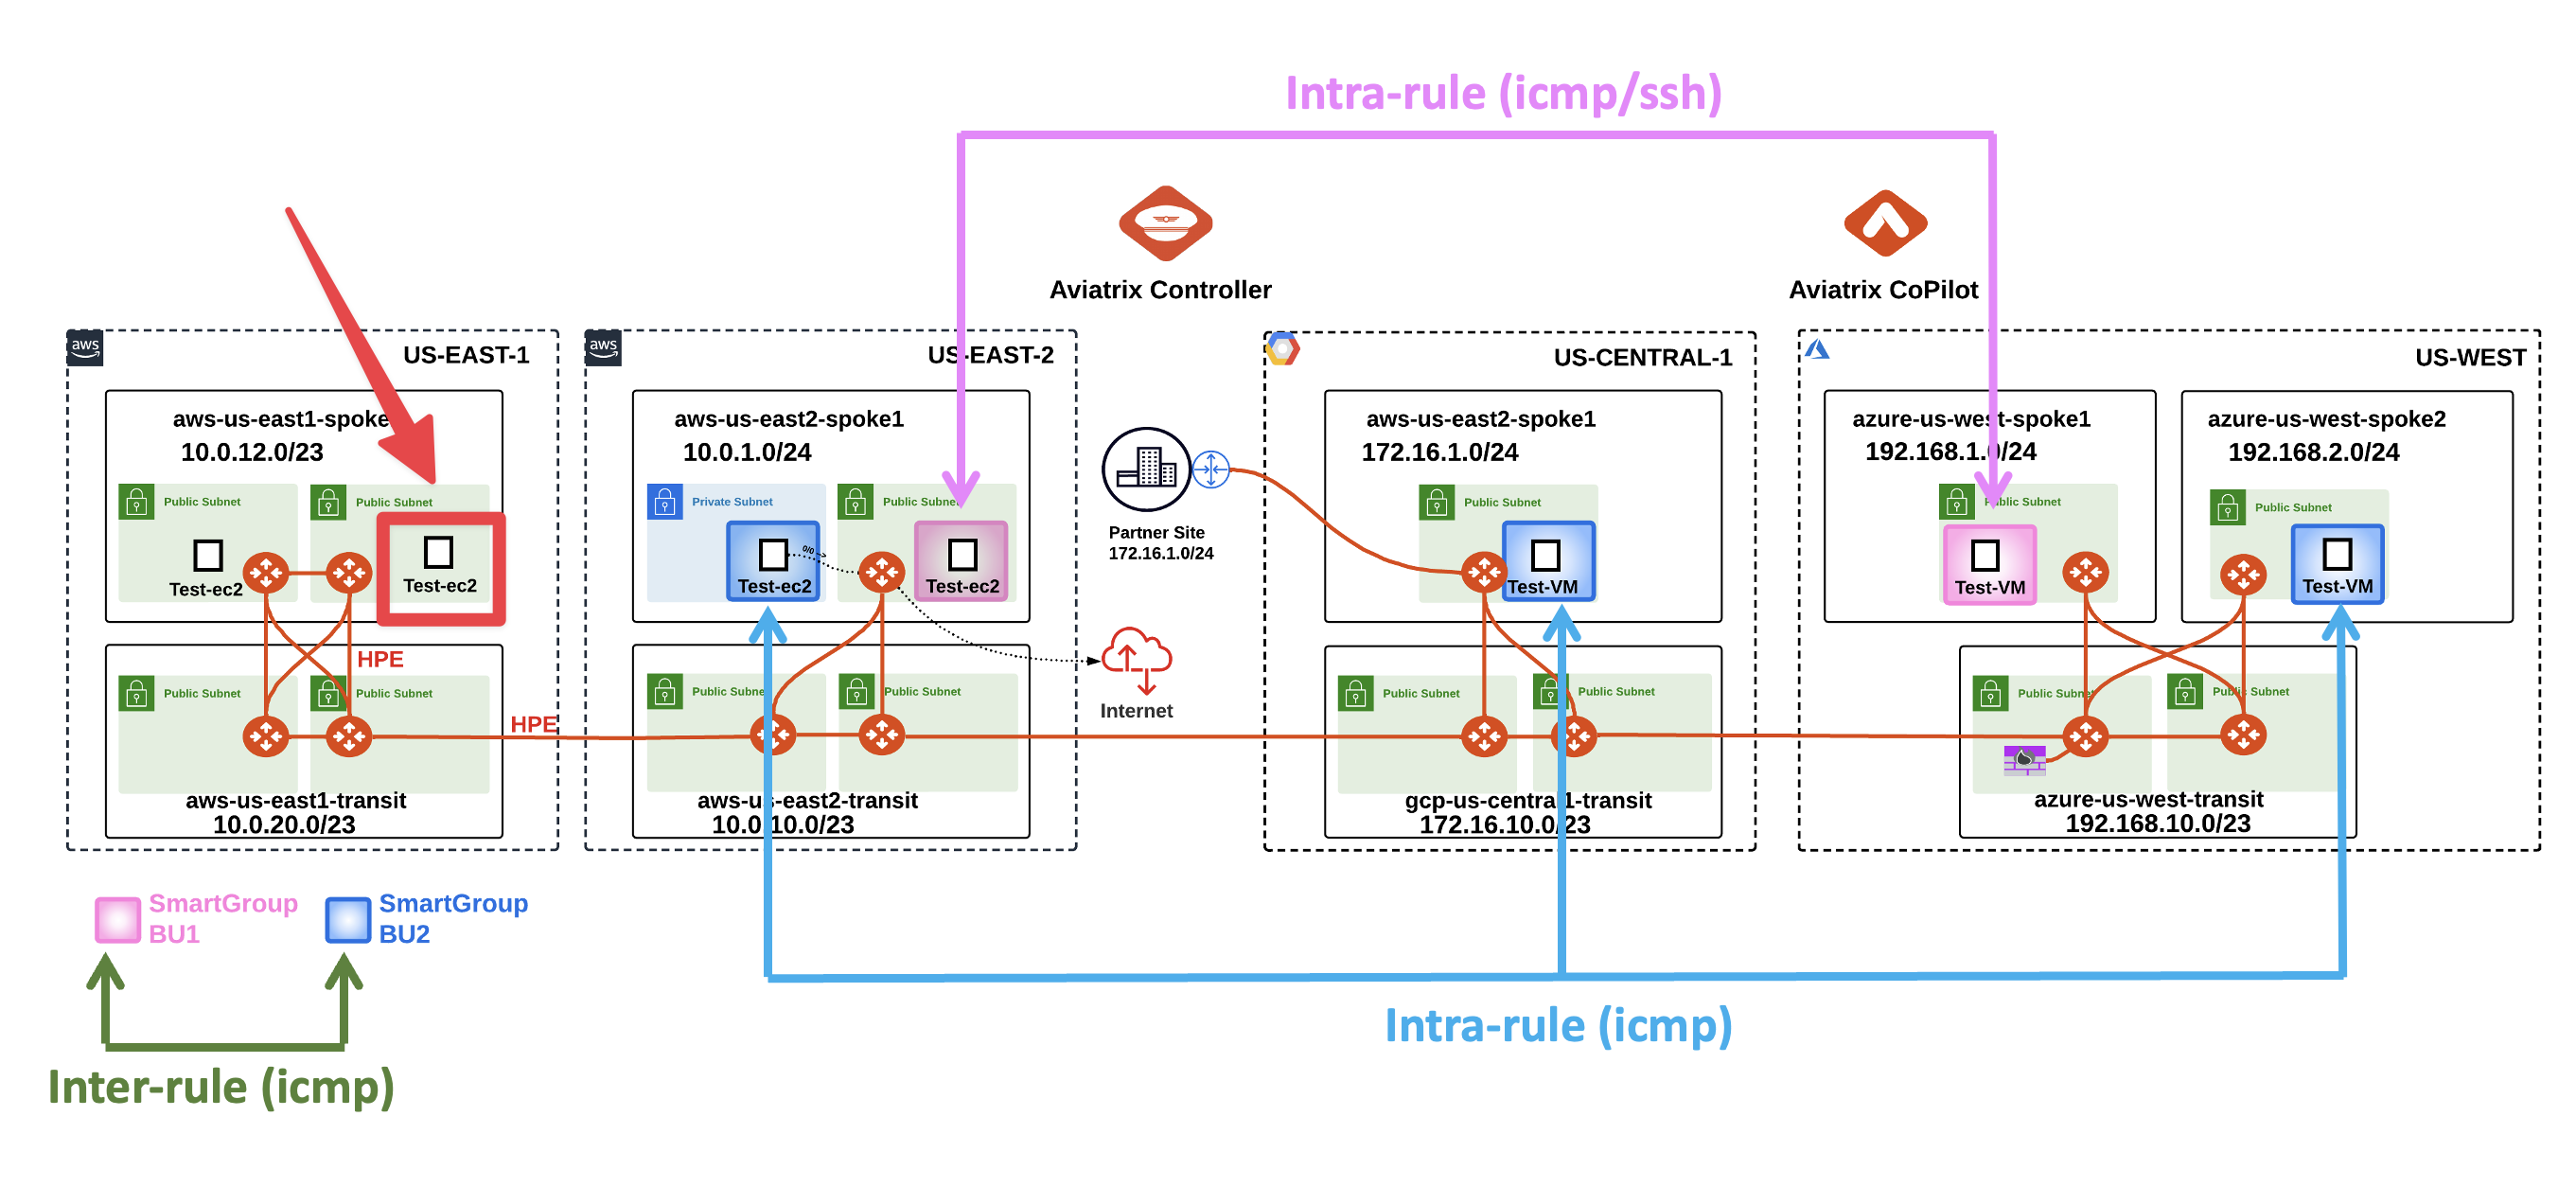 Intra-rule (icmp/ssh)
Aviatrix Controller
Aviatrix CoPilot
aws
US-EAST-1
aws-us-east1-spoke
10.0.12.0/23
Public Subnet
Public Subnet
Test-ec2
Test-ec2
HPE
Public Subnet
Public Subnet
HPE
aws-us-east1-transit
10.0.20.0/23
aws
US-EAST-2
aws-us-east2-spoke1
10.0.1.0/24
Private Subnet
Public Subnet
0/0
Test-ec2
Test-ec2
Public Subnet
Public Subnet
aws-us-east2-transit
10.0.10.0/23
Partner Site
172.16.1.0/24
Internet
US-CENTRAL-1
aws-us-east2-spoke1
172.16.1.0/24
Public Subnet
Test-VM
Public Subnet
Public Subnet
gcp-us-central1-transit
172.16.10.0/23
US-WEST
azure-us-west-spoke1
192.168.1.0/24
Public Subnet
Test-VM
azure-us-west-spoke2
192.168.2.0/24
Public Subnet
Test-VM
Public Subnet
Public Subnet
azure-us-west-transit
192.168.10.0/23
SmartGroup
BU1
SmartGroup
BU2
Inter-rule (icmp)
Intra-rule (icmp)